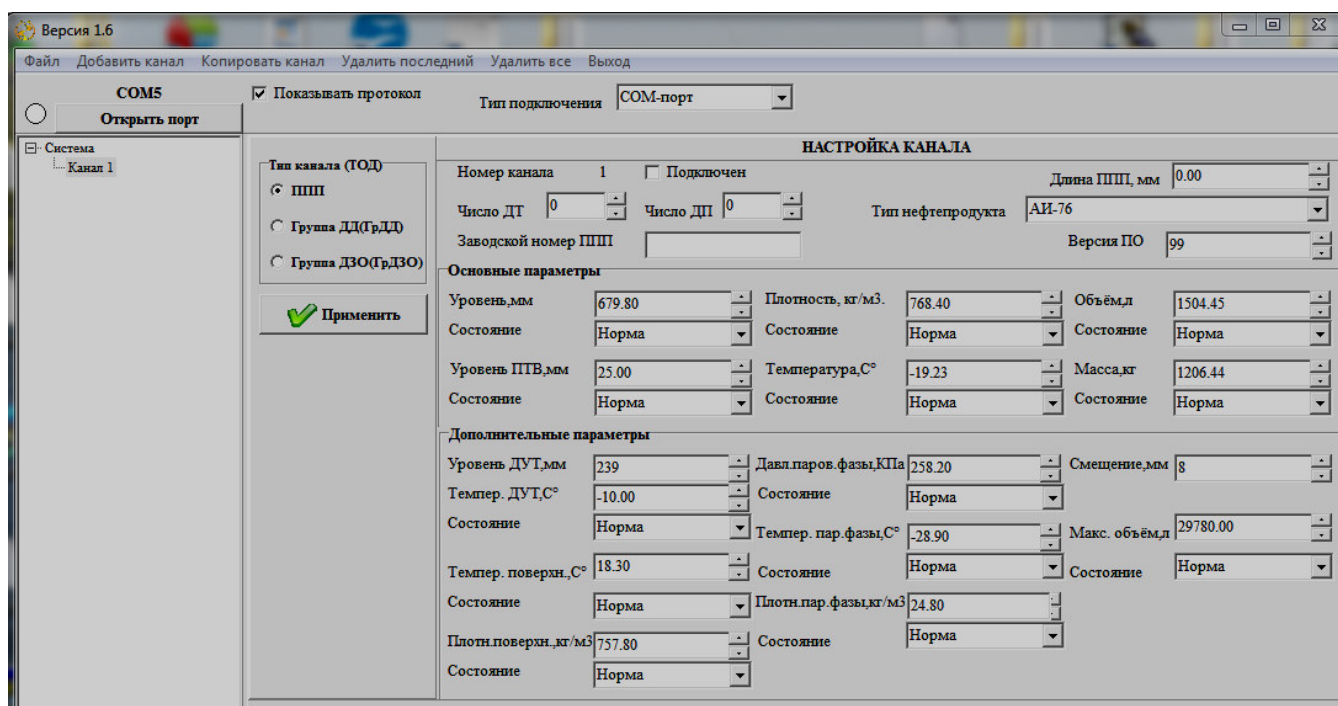 Версия 1.6
Файл Добавить канал Копировать канал Удалить последний Удалить все Выход
COM5
Открыть порт
Показывать протокол
Тип подключения COM-порт
Система
Канал 1
Тип канала (ТОД)
ППП
Группа ДД(ГрДД)
Группа ДЗО(ГрДЗО)
Применить
НАСТРОЙКА КАНАЛА
Номер канала 1 Подключен Длина ППП, мм 0.00
Число ДТ 0 Число ДП 0 Тип нефтепродукта АИ-76
Заводской номер ППП Версия ПО 99
Основные параметры
Уровень,мм 679.80 Плотность, кг/м3. 768.40 Объём,л 1504.45
Состояние Норма Состояние Норма Состояние Норма
Уровень ПТВ,мм 25.00 Температура,С° -19.23 Масса,кг 1206.44
Состояние Норма Состояние Норма Состояние Норма
Дополнительные параметры
Уровень ДУТ,мм 239 Давл.паров.фазы,КПа 258.20 Смещение,мм 8
Темпер. ДУТ,С° -10.00 Состояние Норма
Состояние Норма Темпер. пар.фазы,С° -28.90 Макс. объём,л 29780.00
Темпер. поверхн.,С° 18.30 Состояние Норма Состояние Норма
Состояние Норма Плотн.пар.фазы,кг/м3 24.80
Плотн.поверхн.,кг/м3 757.80 Состояние Норма
Состояние Норма